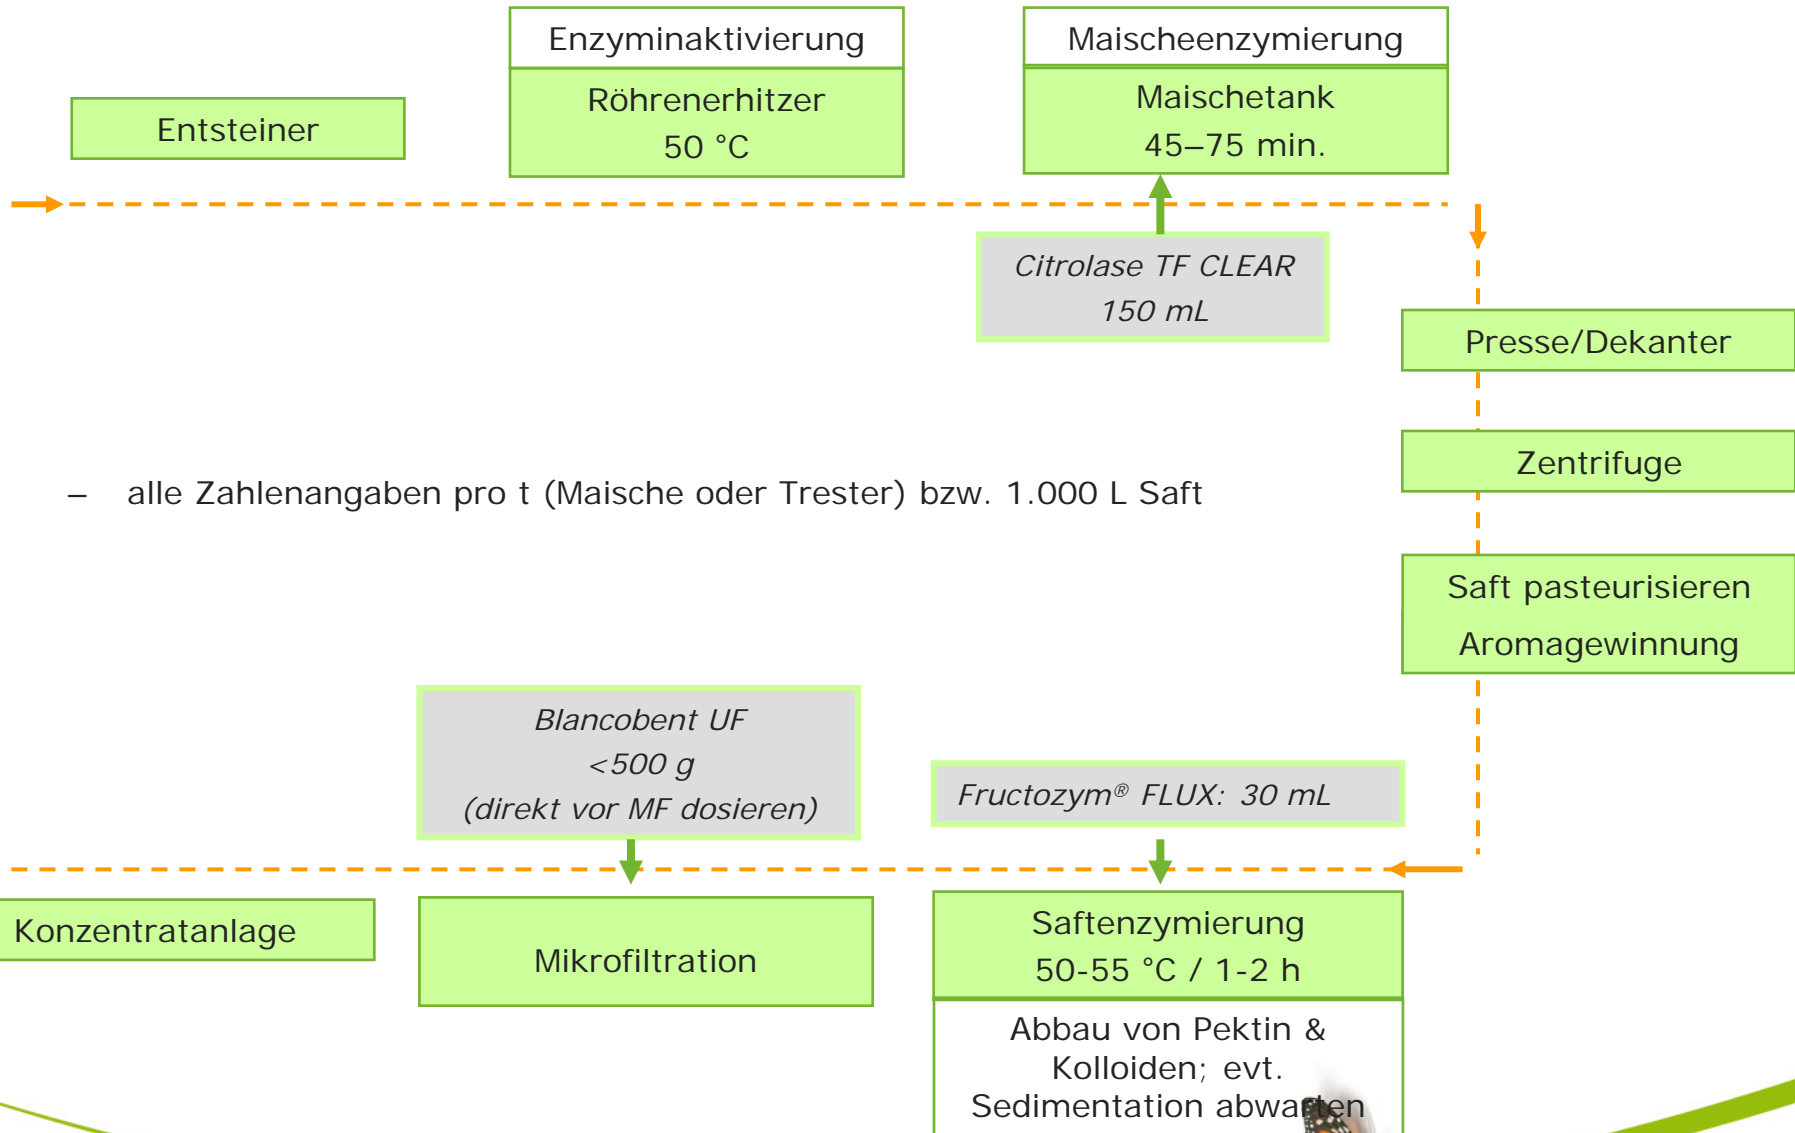 Enzyminaktivierung
Maischeenzymierung
Entsteiner
Röhrenerhitzer
50 °C
Maischetank
45–75 min.
Citrolase TF CLEAR
150 mL
Presse/Dekanter
Zentrifuge
– alle Zahlenangaben pro t (Maische oder Trester) bzw. 1.000 L Saft
Saft pasteurisieren
Aromagewinnung
Blancobent UF
<500 g
(direkt vor MF dosieren)
Fructozym® FLUX: 30 mL
Konzentratanlage
Mikrofiltration
Saftenzymierung
50-55 °C / 1-2 h
Abbau von Pektin &
Kolloiden; evt.
Sedimentation abwarten